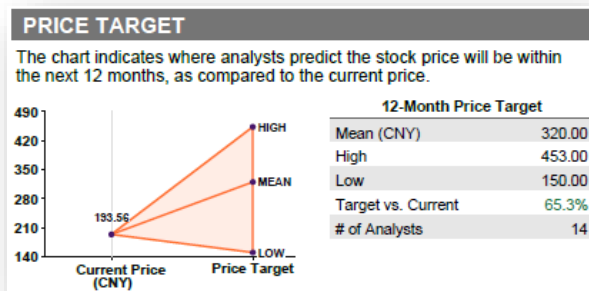 PRICE TARGET
The chart indicates where analysts predict the stock price will be within
the next 12 months, as compared to the current price.
490
420
350
280
210
140
193.56
HIGH
MEAN
LOW
Current Price
(CNY)
Price Target
12-Month Price Target
Mean (CNY) 320.00
High 453.00
Low 150.00
Target vs. Current 65.3%
# of Analysts 14